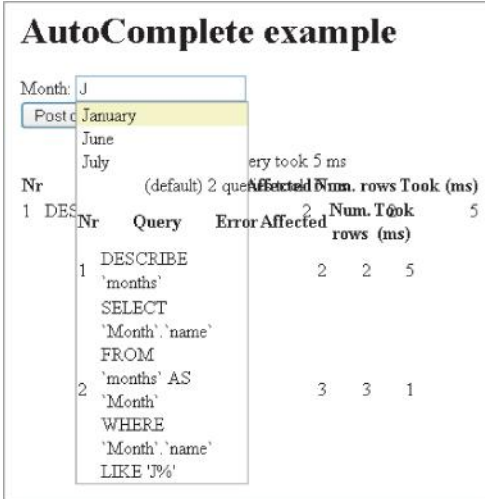 AutoComplete example
Month: J
Post
January
June
July
ery took 5 ms
Nr
(default) 2
Affected
rows Took (ms)
1 DES
2
5
Nr Query Error Affected Num. rows Took (ms)
1 DESCRIBE
`months`
2 2 5
SELECT
`Month`.`name`
FROM
`months` AS
2 `Month`
3 3 1
WHERE
`Month`.`name`
LIKE 'J%'